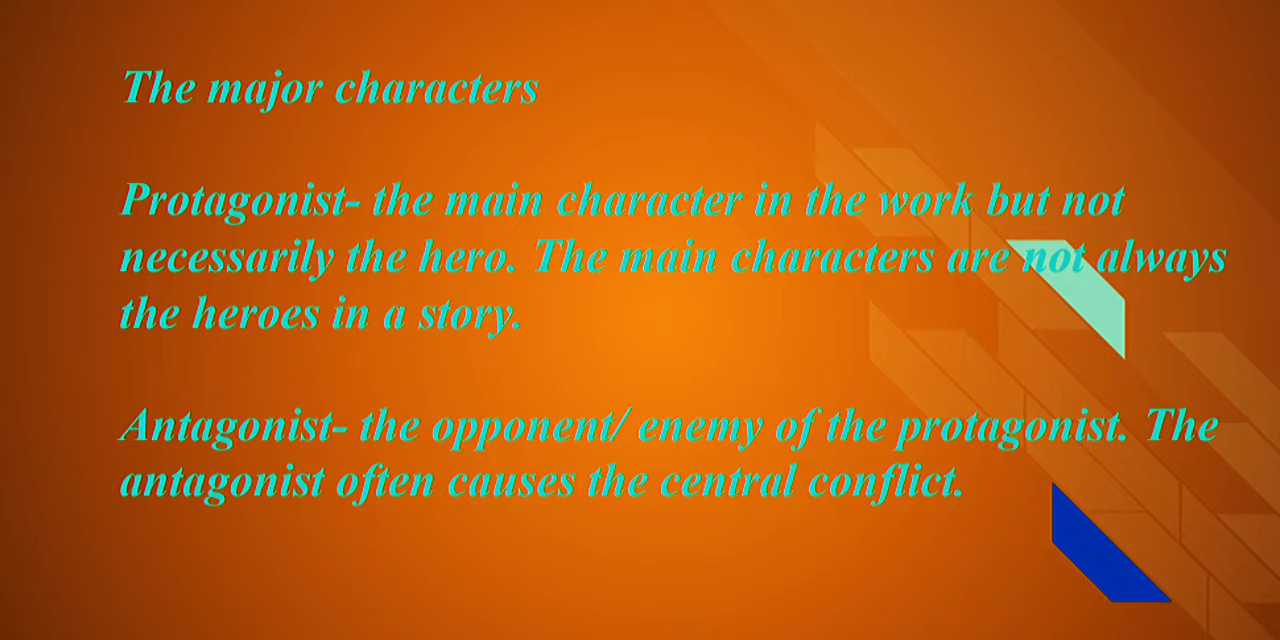 The major characters
Protagonist- the main character in the work but not
necessarily the hero. The main characters are not always
the heroes in a story.
Antagonist- the opponent/ enemy of the protagonist. The
antagonist often causes the central conflict.